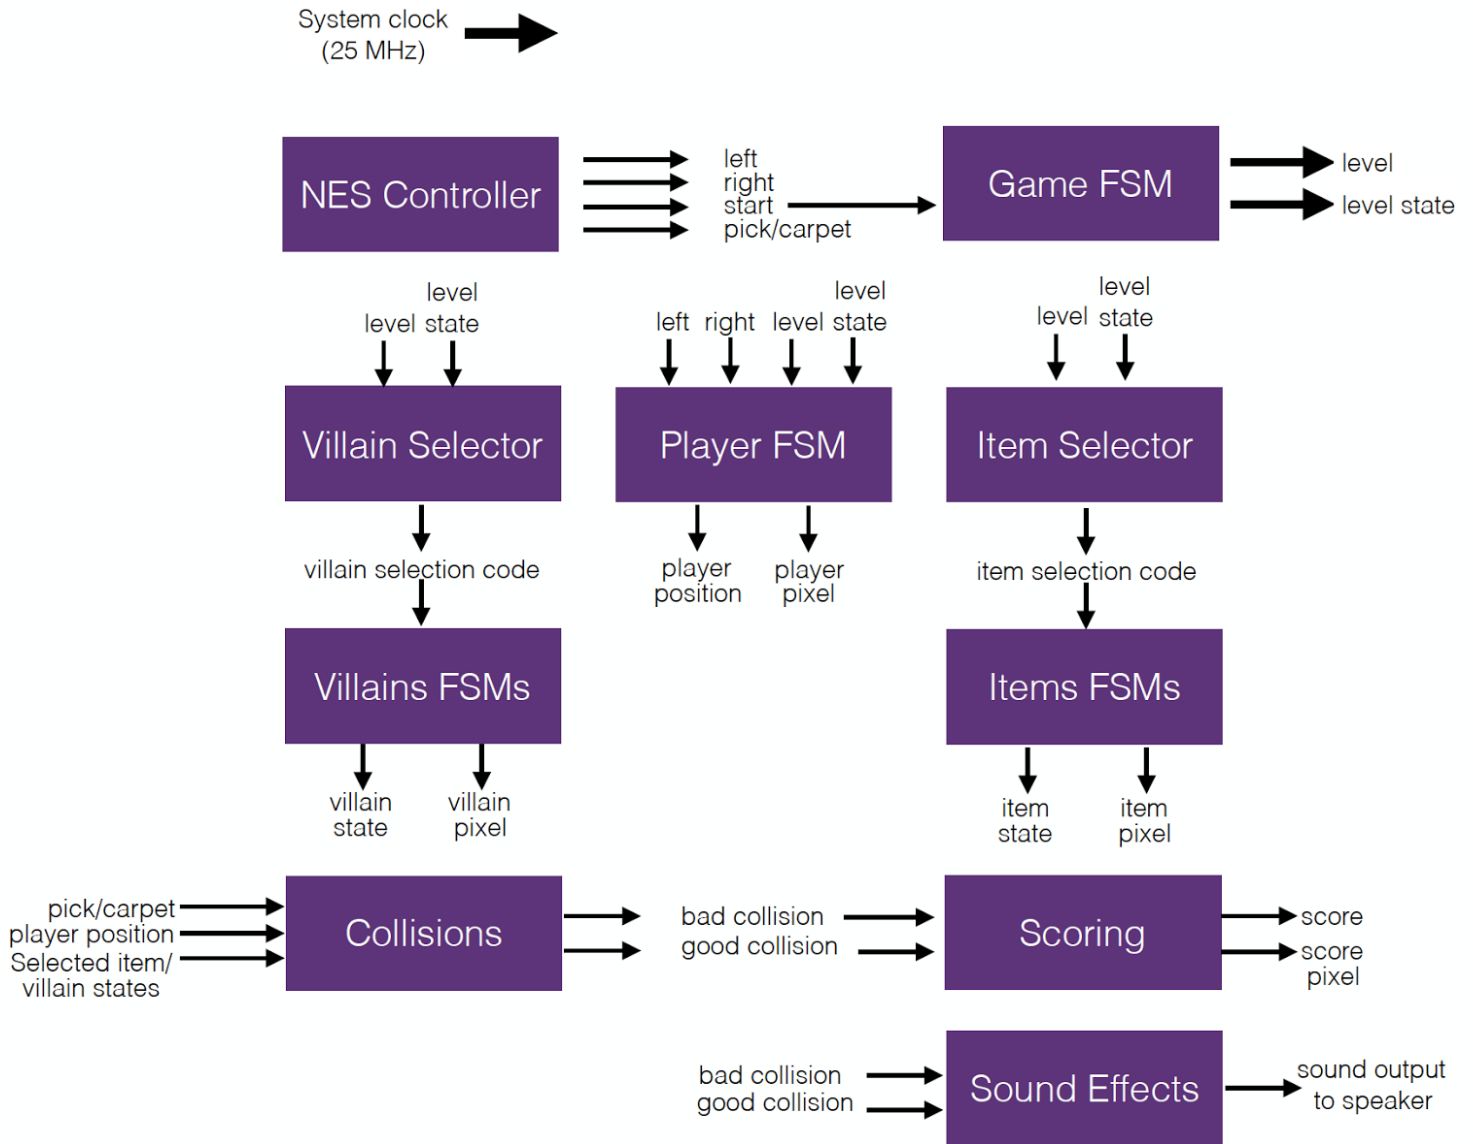 System clock
(25 MHz)
NES Controller
left
right
start
pick/carpet
Game FSM
level
level state
level
level
state
left
right
level
level
state
level
level
state
Villain Selector
Player FSM
Item Selector
villain selection code
player
position
player
pixel
item selection code
Villains FSMs
Items FSMs
villain
state
villain
pixel
item
state
item
pixel
pick/carpet
player position
Selected item/
villain states
Collisions
bad collision
good collision
Scoring
score
score
pixel
bad collision
good collision
Sound Effects
sound output
to speaker